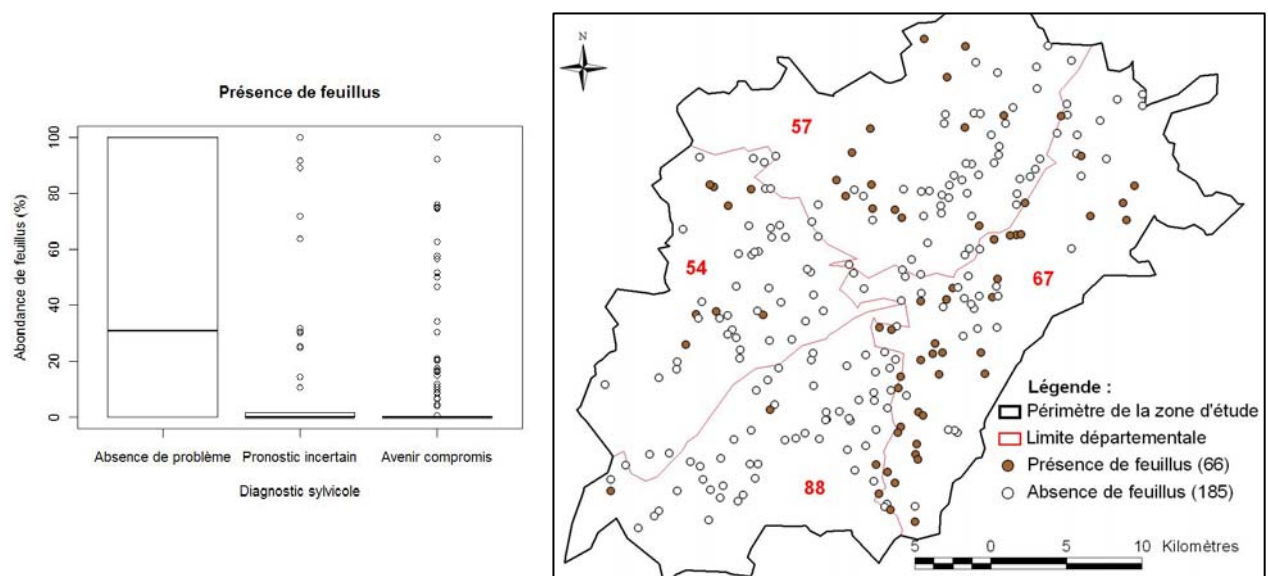 Présence de feuillus
Abondance de feuillus (%)
100
80
60
40
20
0
Absence de problème
Pronostic incertain
Avenir compromis
Diagnostic sylvicole
N
57
54
67
88
Légende :
Périmètre de la zone d'étude
Limite départementale
Présence de feuillus (66)
Absence de feuillus (185)
5 0 5 10 Kilomètres